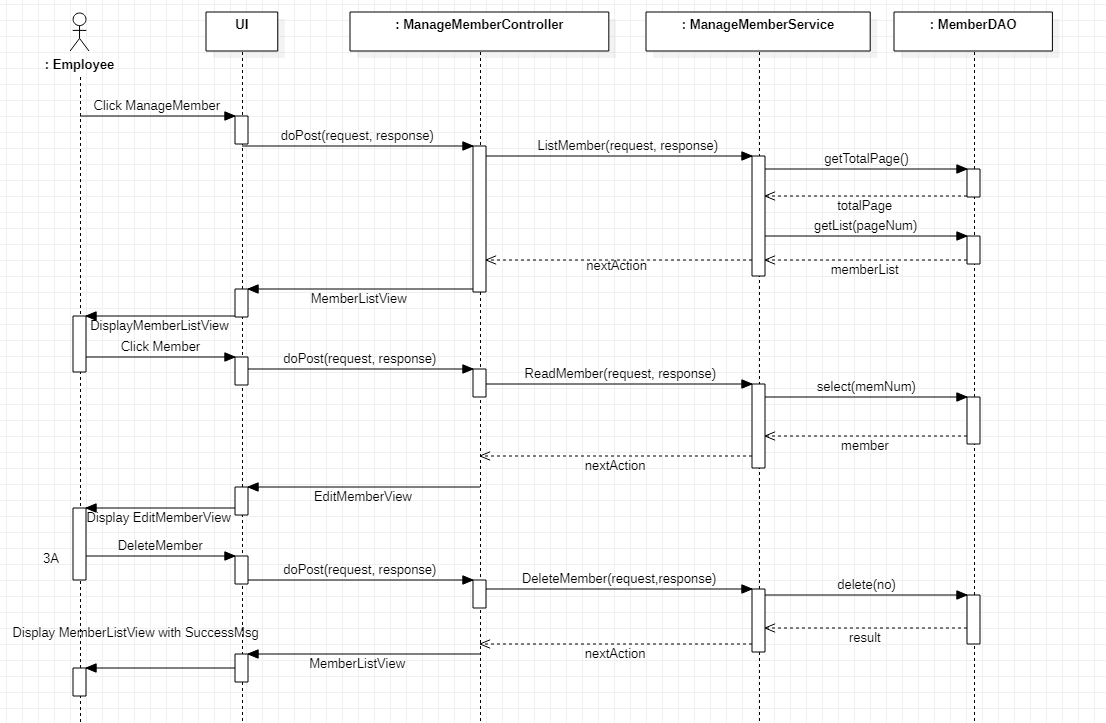 UI
: ManageMemberController
: ManageMemberService
: MemberDAO
: Employee
Click ManageMember
doPost(request, response)
ListMember(request, response)
getTotalPage()
totalPage
getList(pageNum)
nextAction
memberList
MemberListView
DisplayMemberListView
Click Member
doPost(request, response)
ReadMember(request, response)
select(memNum)
member
nextAction
EditMemberView
Display EditMemberView
3A
DeleteMember
doPost(request, response)
DeleteMember(request,response)
delete(no)
Display MemberListView with SuccessMsg
result
nextAction
MemberListView